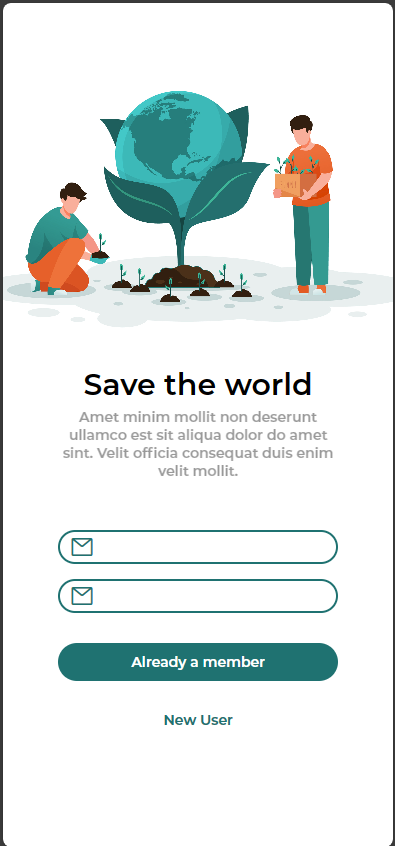 Save the world
Amet minim mollit non deserunt
ullamco est sit aliqua dolor do amet
sint. Velit officia consequat duis enim
velit mollit.
Already a member
New User